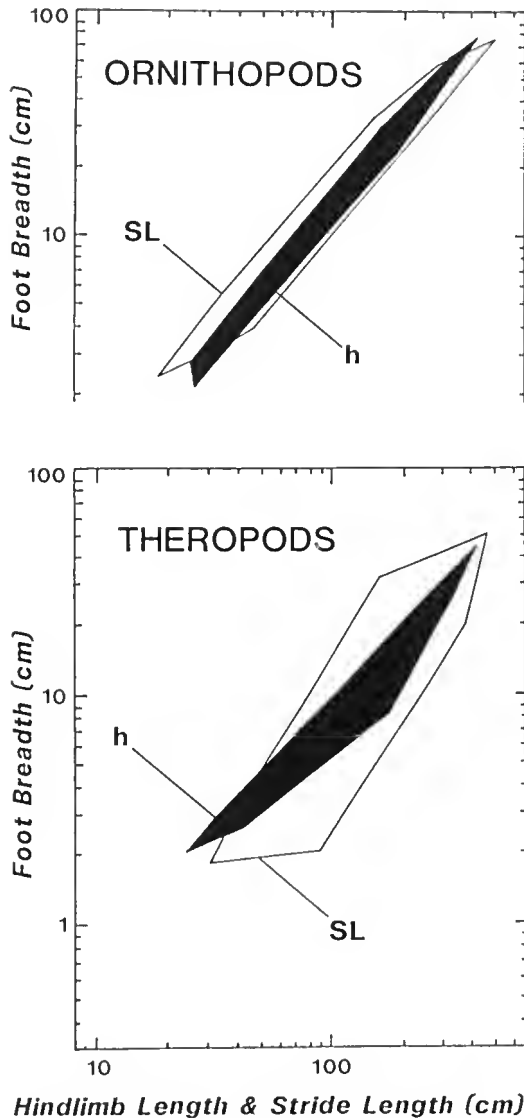 100
ORNITHOPODS
Foot Breadth (cm)
10
SL
h
100
THEROPODS
Foot Breadth (cm)
10
h
SL
1
10
100
Hindlimb Length & Stride Length (cm)